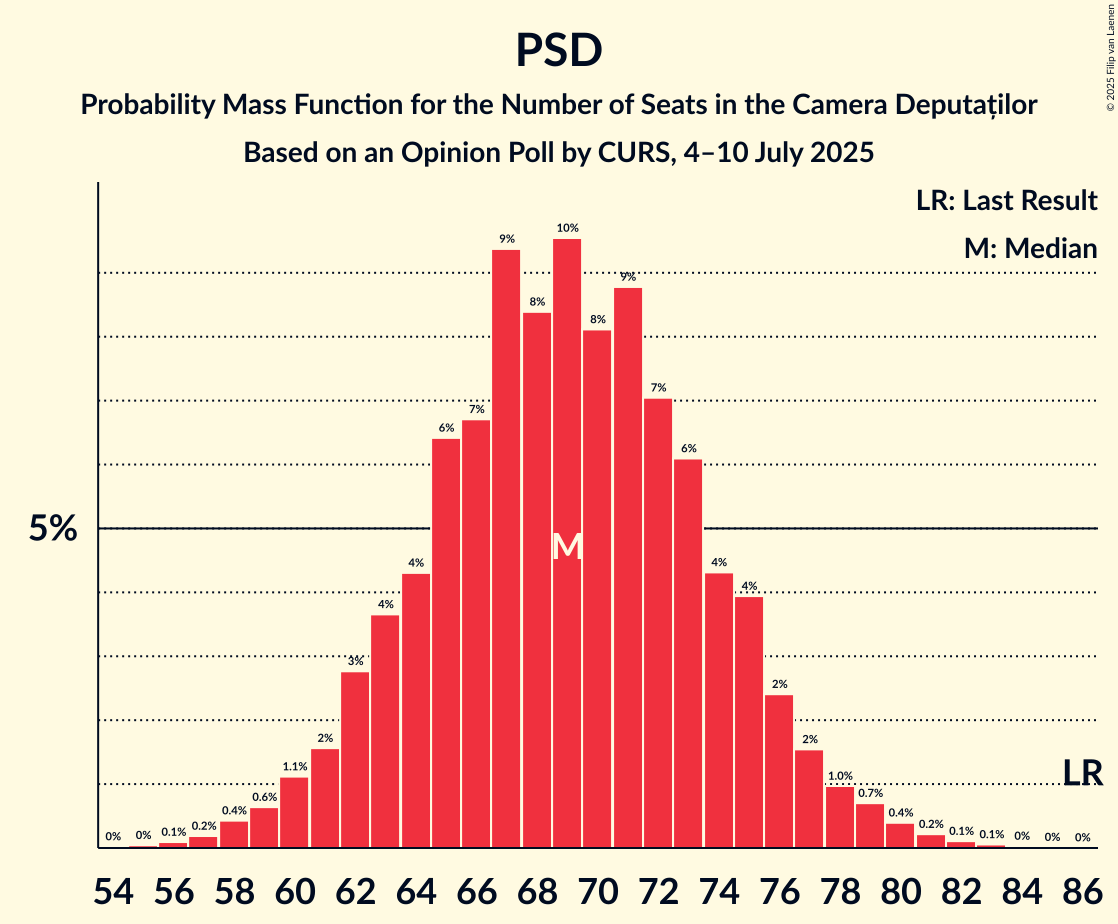 PSD
Probability Mass Function for the Number of Seats in the Camera Deputaților
Based on an Opinion Poll by CURS, 4–10 July 2025
© 2025 Filip van Laenen
LR: Last Result
M: Median
5%
0% 0% 0.1% 0.2% 0.4% 0.6% 1.1% 2% 3% 4% 4% 6% 7% 9% 8% 10% 8% 9% 7% 6% 4% 4% 2% 2% 1.0% 0.7% 0.4% 0.2% 0.1% 0.1% 0% 0% 0%
M
LR
54 56 58 60 62 64 66 68 70 72 74 76 78 80 82 84 86